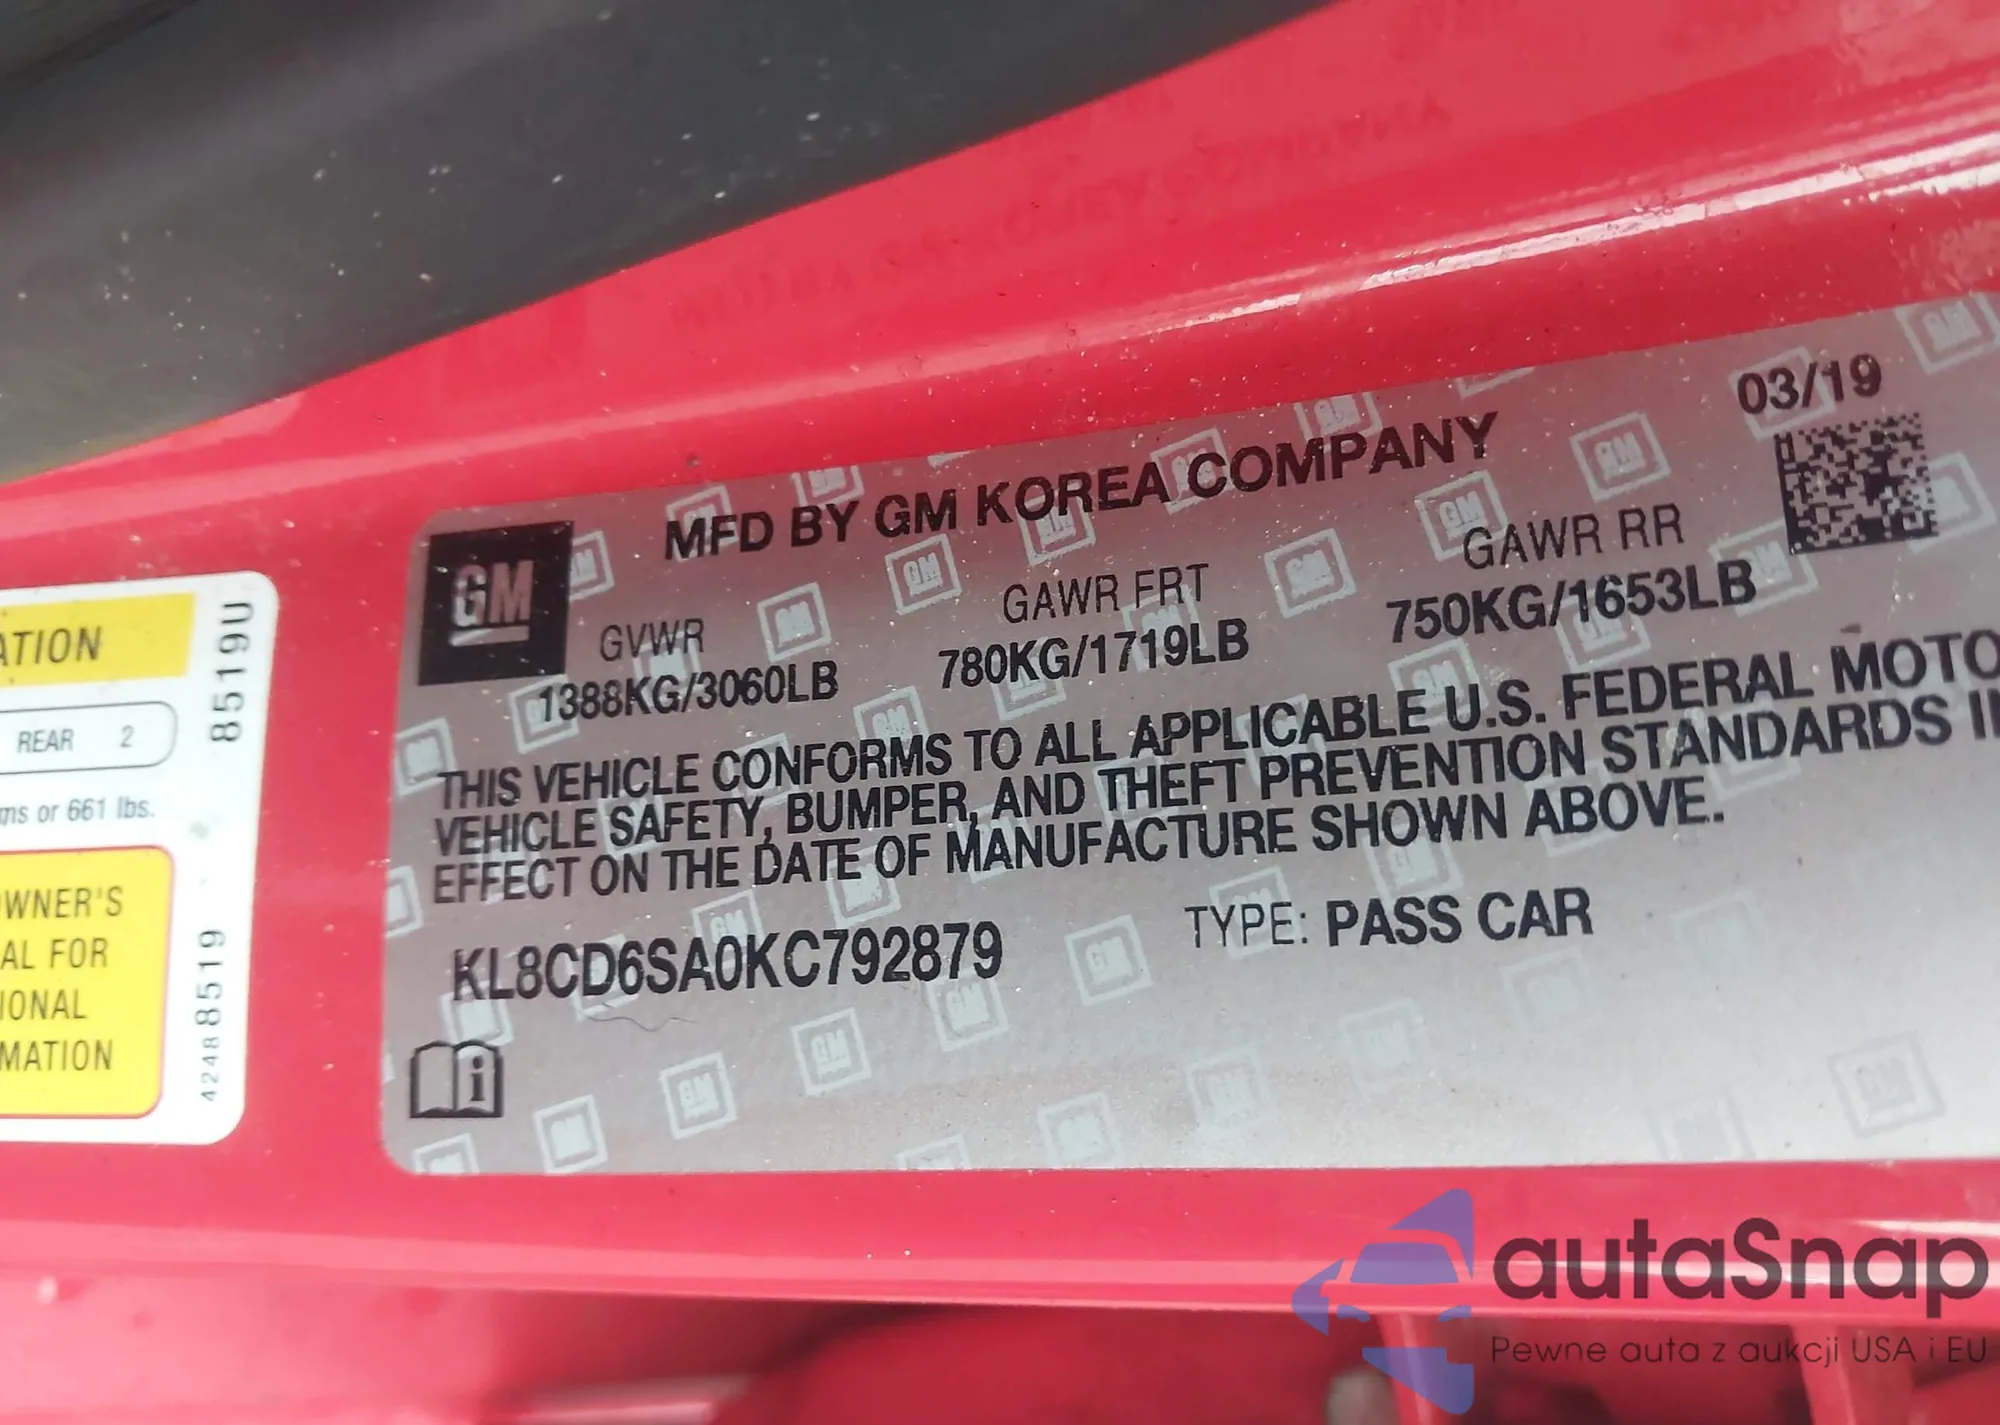 03/19
MFD BY GM KOREA COMPANY
GM
GVWR GAWR FRT GAWR RR
1388KG/3060LB 780KG/1719LB 750KG/1653LB
THIS VEHICLE CONFORMS TO ALL APPLICABLE U.S. FEDERAL MOTO
VEHICLE SAFETY, BUMPER, AND THEFT PREVENTION STANDARDS IN
EFFECT ON THE DATE OF MANUFACTURE SHOWN ABOVE.
KL8CD6SA0KC792879 TYPE: PASS CAR
i
ATION
REAR 2
ms or 661 lbs.
WNER'S
AL FOR
IONAL
MATION
8519U
42488519
autaSnap
Pewne auta z aukcji USA i EU